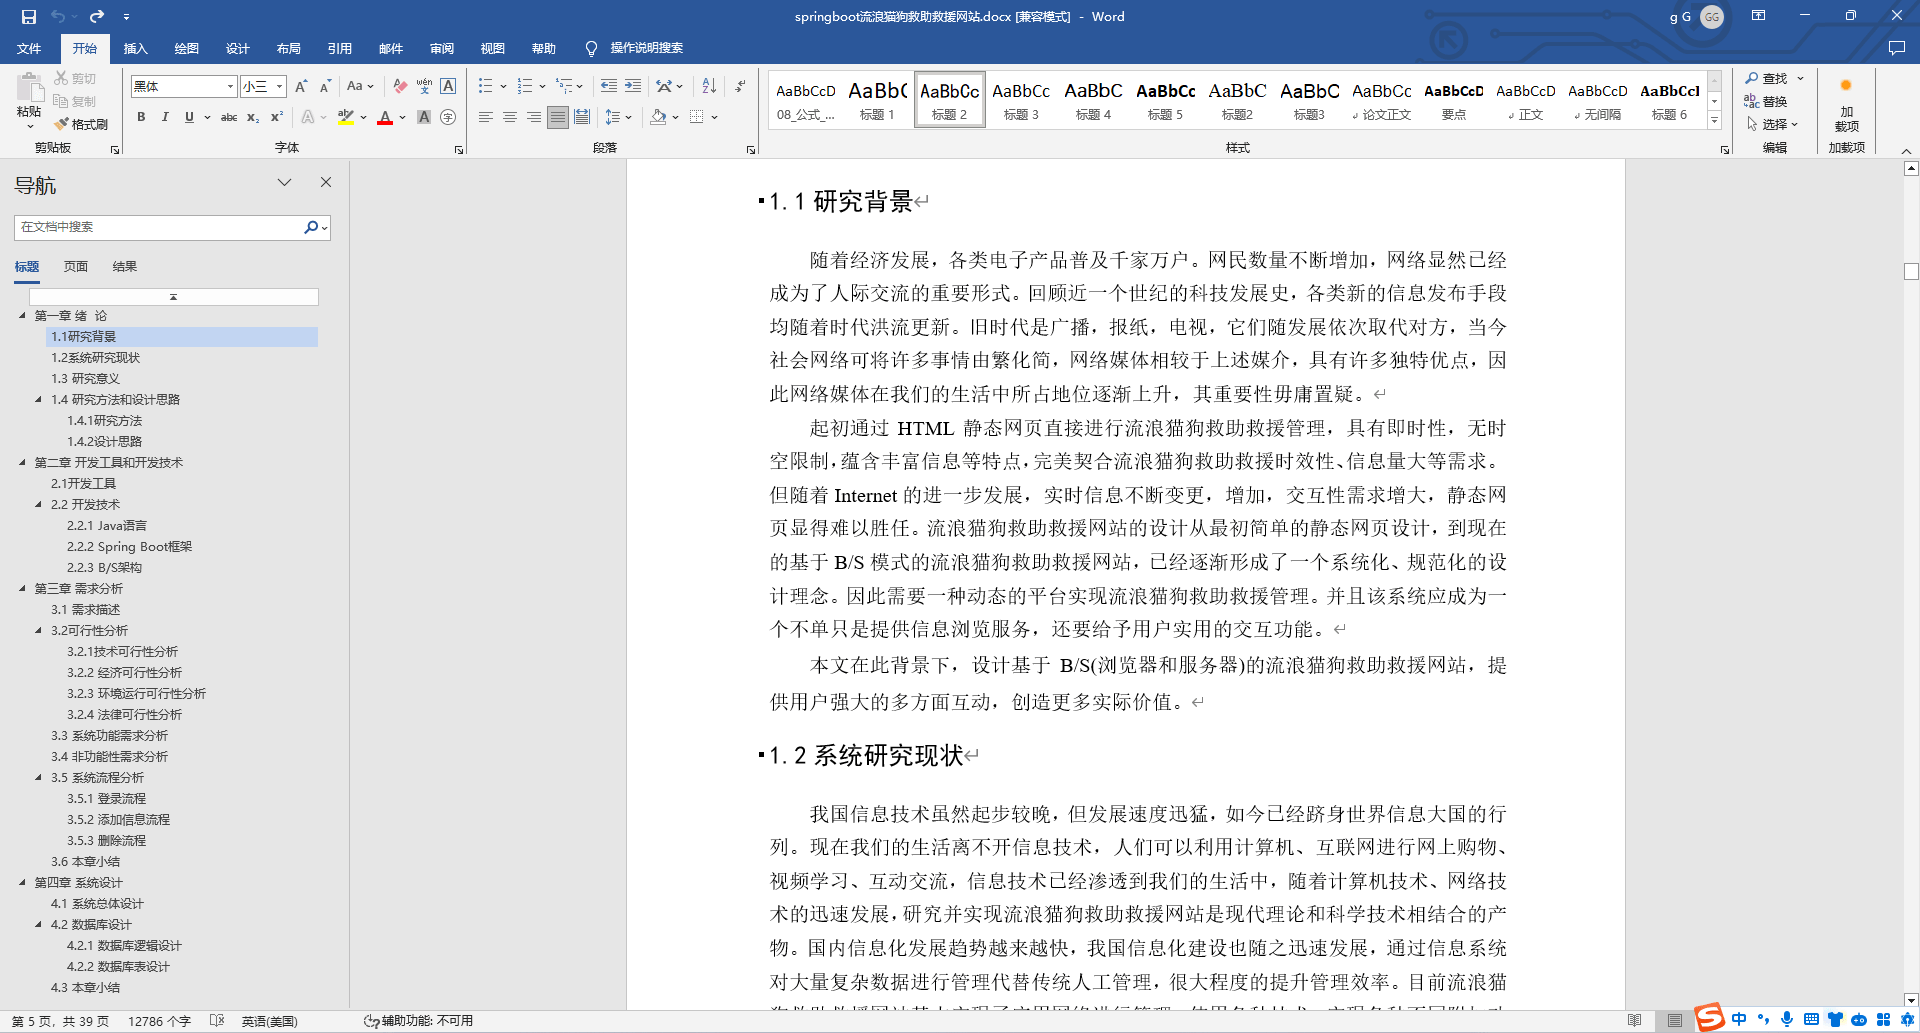 springboot流浪猫狗救助救援网站.docx [兼容模式] - Word
g G
GG
文件 开始 插入 绘图 设计 布局 引用 邮件 审阅 视图 帮助 操作说明搜索
粘贴
剪切
复制
格式刷
剪贴板
黑体 小三
Aa
wén
文
A
B I U abc x₂ x² A ab A A 字
字体
段落
AaBbCcD AaBb( AaBbCc AaBbCc AaBbC AaBbCc AaBbC AaBbC AaBbCc AaBbCcD AaBbCcD AaBbCcD AaBbCcI
08_公式_... 标题 1 标题 2 标题 3 标题 4 标题 5 标题2 标题3 论文正文 要点 正文 无间隔 标题 6
样式
查找
替换
选择
编辑
加
载项
加载项
导航
在文档中搜索
标题 页面 结果
第一章 绪 论
1.1研究背景
1.2系统研究现状
1.3 研究意义
1.4 研究方法和设计思路
1.4.1研究方法
1.4.2设计思路
第二章 开发工具和开发技术
2.1开发工具
2.2 开发技术
2.2.1 Java语言
2.2.2 Spring Boot框架
2.2.3 B/S架构
第三章 需求分析
3.1 需求描述
3.2可行性分析
3.2.1技术可行性分析
3.2.2 经济可行性分析
3.2.3 环境运行可行性分析
3.2.4 法律可行性分析
3.3 系统功能需求分析
3.4 非功能性需求分析
3.5 系统流程分析
3.5.1 登录流程
3.5.2 添加信息流程
3.5.3 删除流程
3.6 本章小结
第四章 系统设计
4.1 系统总体设计
4.2 数据库设计
4.2.1 数据库逻辑设计
4.2.2 数据库表设计
4.3 本章小结
1.1 研究背景
随着经济发展，各类电子产品普及千家万户。网民数量不断增加，网络显然已经
成为了人际交流的重要形式。回顾近一个世纪的科技发展史，各类新的信息发布手段
均随着时代洪流更新。旧时代是广播，报纸，电视，它们随发展依次取代对方，当今
社会网络可将许多事情由繁化简，网络媒体相较于上述媒介，具有许多独特优点，因
此网络媒体在我们的生活中所占地位逐渐上升，其重要性毋庸置疑。
起初通过 HTML 静态网页直接进行流浪猫狗救助救援管理，具有即时性，无时
空限制，蕴含丰富信息等特点，完美契合流浪猫狗救助救援时效性、信息量大等需求。
但随着 Internet 的进一步发展，实时信息不断变更，增加，交互性需求增大，静态网
页显得难以胜任。流浪猫狗救助救援网站的设计从最初简单的静态网页设计，到现在
的基于 B/S 模式的流浪猫狗救助救援网站，已经逐渐形成了一个系统化、规范化的设
计理念。因此需要一种动态的平台实现流浪猫狗救助救援管理。并且该系统应成为一
个不单只是提供信息浏览服务，还要给予用户实用的交互功能。
本文在此背景下，设计基于 B/S(浏览器和服务器)的流浪猫狗救助救援网站，提
供用户强大的多方面互动，创造更多实际价值。
1.2 系统研究现状
我国信息技术虽然起步较晚，但发展速度迅猛，如今已经跻身世界信息大国的行
列。现在我们的生活离不开信息技术，人们可以利用计算机、互联网进行网上购物、
视频学习、互动交流，信息技术已经渗透到我们的生活中，随着计算机技术、网络技
术的迅速发展，研究并实现流浪猫狗救助救援网站是现代理论和科学技术相结合的产
物。国内信息化发展趋势越来越快，我国信息化建设也随之迅速发展，通过信息系统
对大量复杂数据进行管理代替传统人工管理，很大程度的提升管理效率。目前流浪猫
第 5 页，共 39 页 12786 个字 英语(美国) 辅助功能: 不可用
中